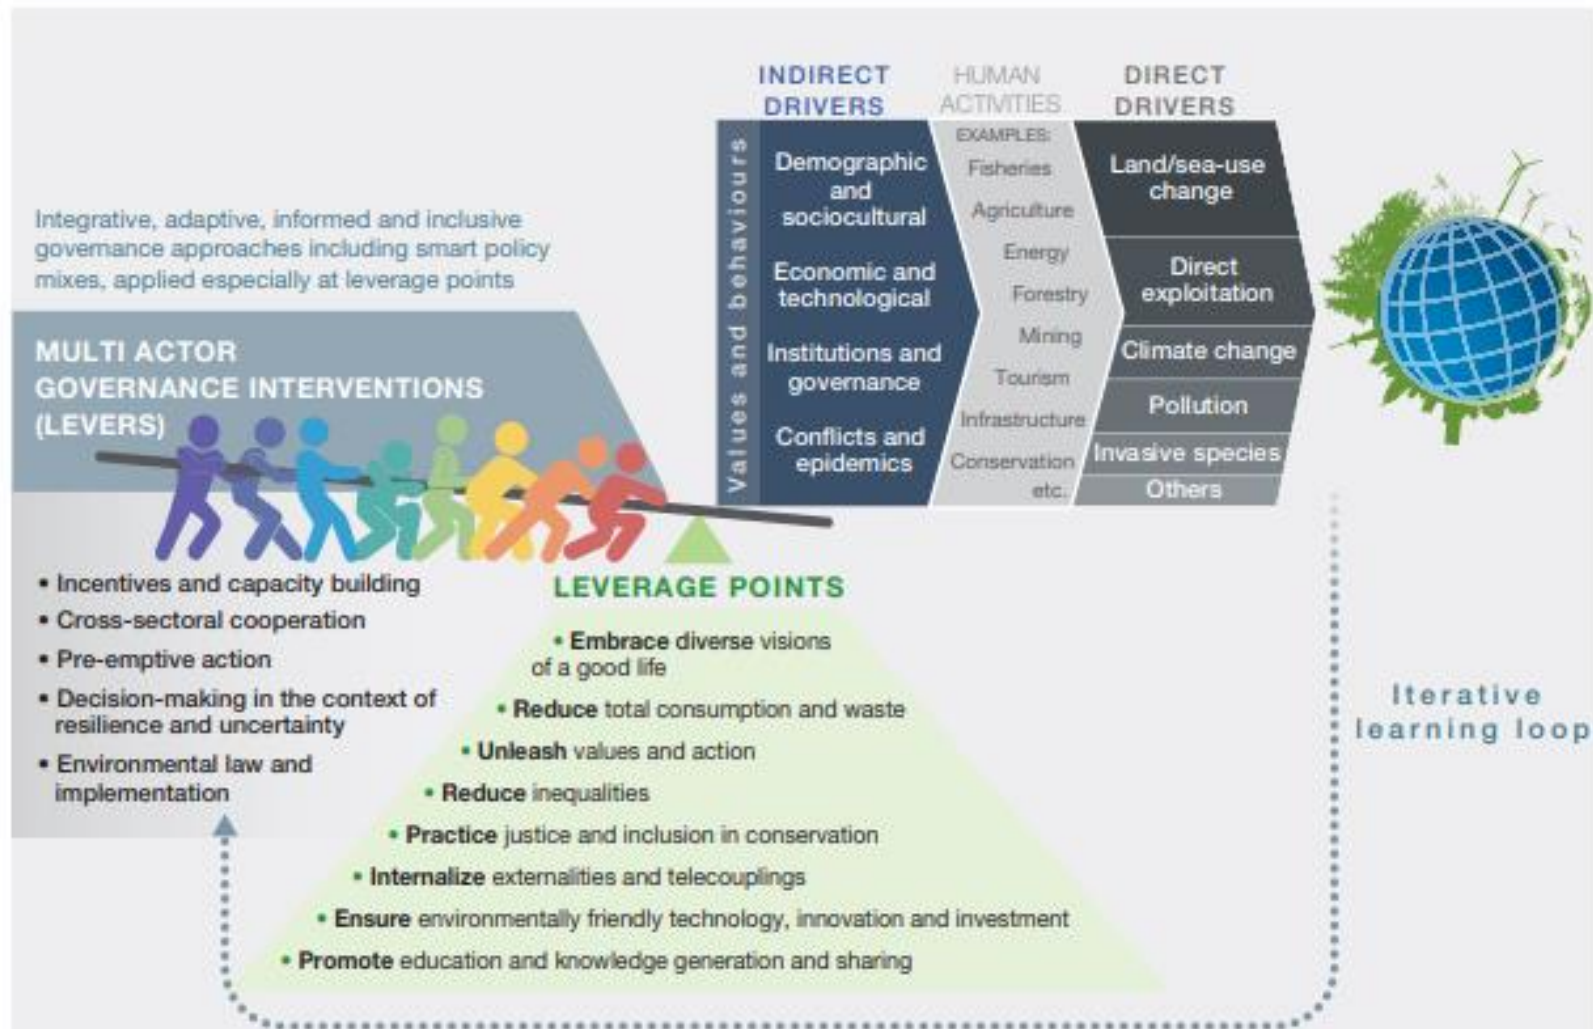 INDIRECT
DRIVERS
HUMAN
ACTIVITIES
DIRECT
DRIVERS
Values and behaviours
Demographic
and
sociocultural
Economic and
technological
Institutions and
governance
Conflicts and
epidemics
EXAMPLES:
Fisheries
Agriculture
Energy
Forestry
Mining
Tourism
Infrastructure
Conservation
etc.
Land/sea-use
change
Direct
exploitation
Climate change
Pollution
Invasive species
Others
Integrative, adaptive, informed and inclusive
governance approaches including smart policy
mixes, applied especially at leverage points
MULTI ACTOR
GOVERNANCE INTERVENTIONS
(LEVERS)
• Incentives and capacity building
• Cross-sectoral cooperation
• Pre-emptive action
• Decision-making in the context of
resilience and uncertainty
• Environmental law and
implementation
LEVERAGE POINTS
• Embrace diverse visions
of a good life
• Reduce total consumption and waste
• Unleash values and action
• Reduce inequalities
• Practice justice and inclusion in conservation
• Internalize externalities and telecouplings
• Ensure environmentally friendly technology, innovation and investment
• Promote education and knowledge generation and sharing
Iterative
learning loop